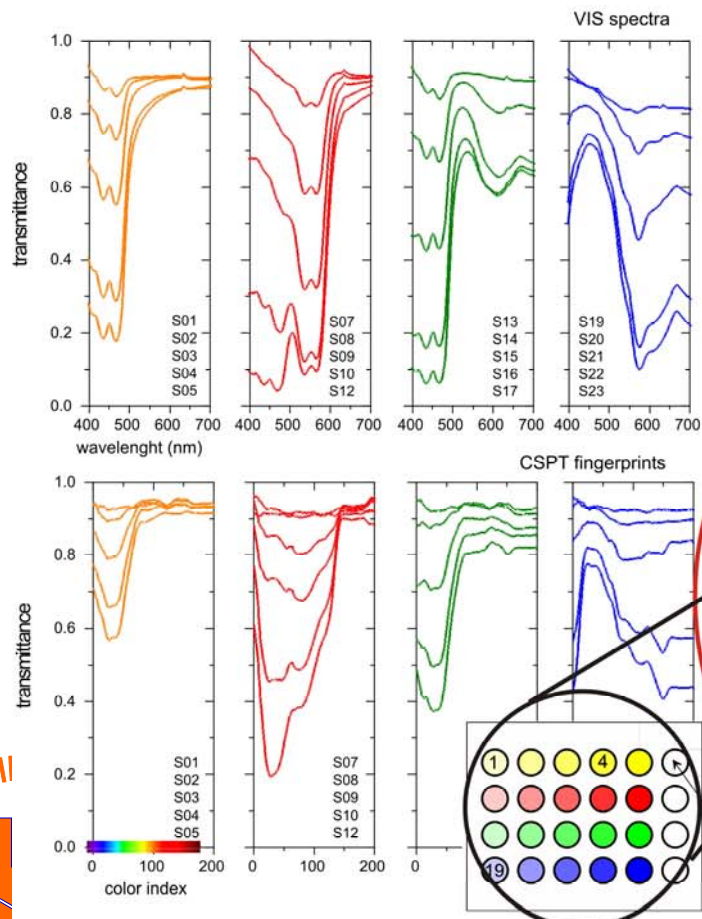 VIS spectra
1.0
0.8
0.6
0.4
0.2
0.0
transmittance
S01
S02
S03
S04
S05
S07
S08
S09
S10
S12
S13
S14
S15
S16
S17
S19
S20
S21
S22
S23
400 500 600 700
400 500 600 700
400 500 600 700
400 500 600 700
wavelenght (nm)
CSPT fingerprints
1.0
0.8
0.6
0.4
0.2
0.0
transmittance
S01
S02
S03
S04
S05
S07
S08
S09
S10
S12
1 4
19
0 100 200
0 100 200
0
color index